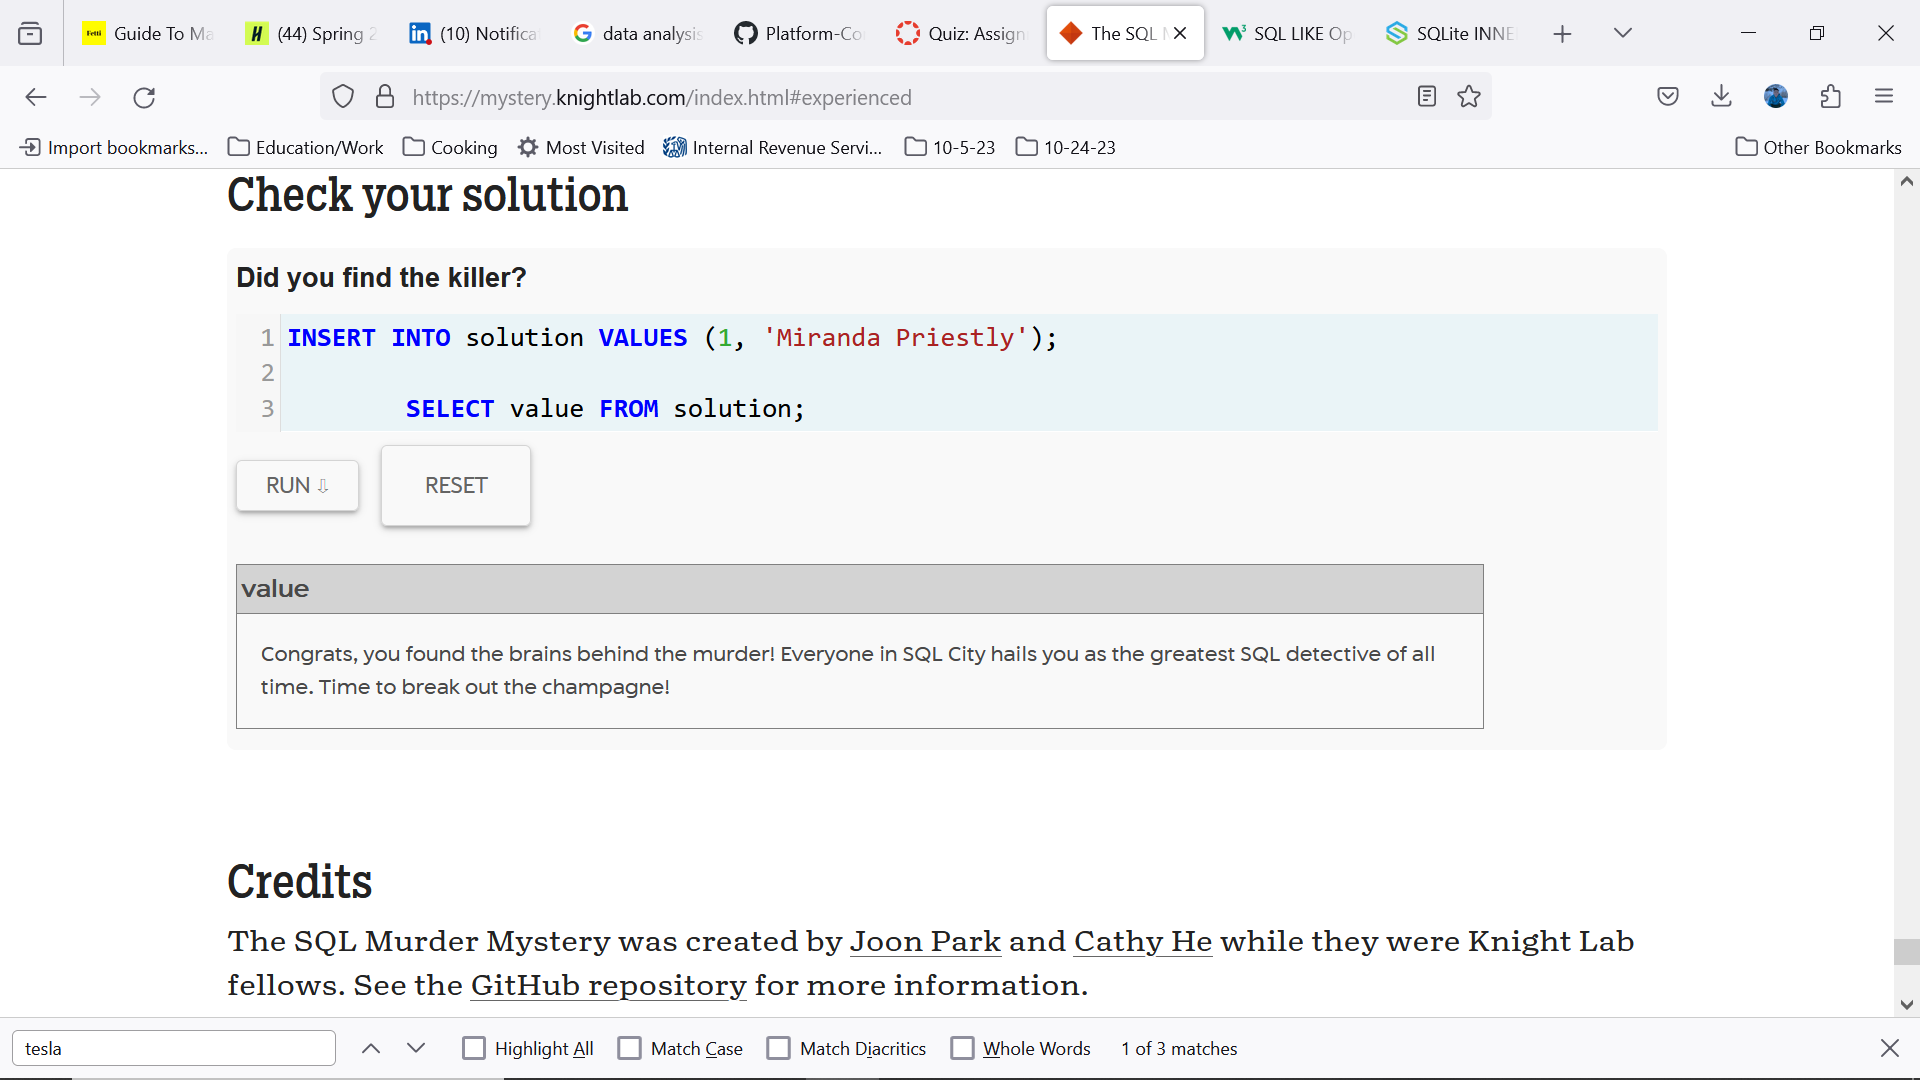 Guide To Ma
(44) Spring 2
(10) Notifica
data analysis
Platform-Co
Quiz: Assign
The SQL M
SQL LIKE Op
SQLite INNE
https://mystery.knightlab.com/index.html#experienced
Import bookmarks...
Education/Work
Cooking
Most Visited
Internal Revenue Servi...
10-5-23
10-24-23
Other Bookmarks
Check your solution
Did you find the killer?
1 INSERT INTO solution VALUES (1, 'Miranda Priestly');
2
3 SELECT value FROM solution;
RUN ⇩
RESET
value
Congrats, you found the brains behind the murder! Everyone in SQL City hails you as the greatest SQL detective of all
time. Time to break out the champagne!
Credits
The SQL Murder Mystery was created by Joon Park and Cathy He while they were Knight Lab
fellows. See the GitHub repository for more information.
tesla
Highlight All
Match Case
Match Diacritics
Whole Words
1 of 3 matches